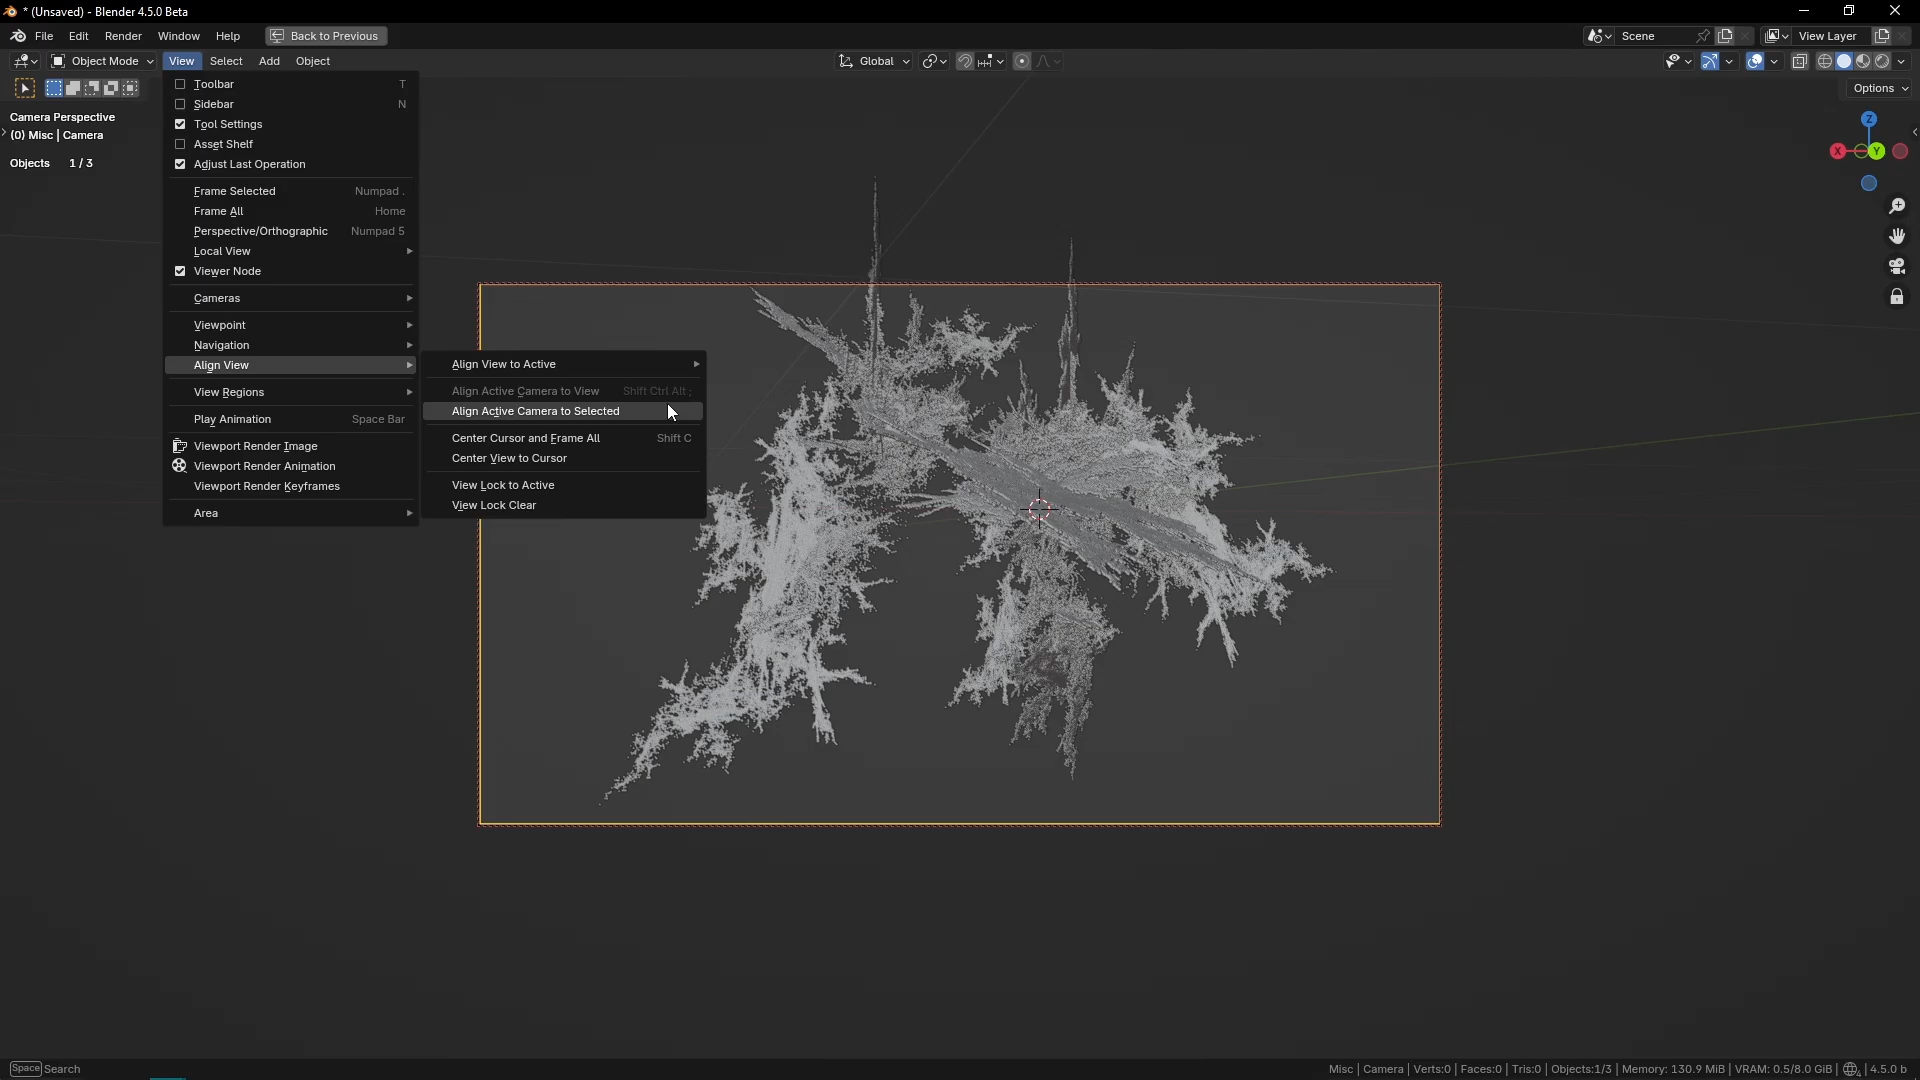 * (Unsaved) - Blender 4.5.0 Beta
File Edit Render Window Help Back to Previous Scene View Layer
Object Mode View Select Add Object Global
Options
Toolbar T
Sidebar N
Tool Settings
Asset Shelf
Adjust Last Operation
Frame Selected Numpad .
Frame All Home
Perspective/Orthographic Numpad 5
Local View
Viewer Node
Cameras
Viewpoint
Navigation
Align View
View Regions
Play Animation Space Bar
Viewport Render Image
Viewport Render Animation
Viewport Render Keyframes
Area
Align View to Active
Align Active Camera to View Shift Ctrl Alt ;
Align Active Camera to Selected
Center Cursor and Frame All Shift C
Center View to Cursor
View Lock to Active
View Lock Clear
Camera Perspective
(0) Misc | Camera
Objects 1/3
Z
X
Y
Space Search
Misc | Camera | Verts:0 | Faces:0 | Tris:0 | Objects:1/3 | Memory: 130.9 MiB | VRAM: 0.5/8.0 GiB | 4 | 4.5.0 b